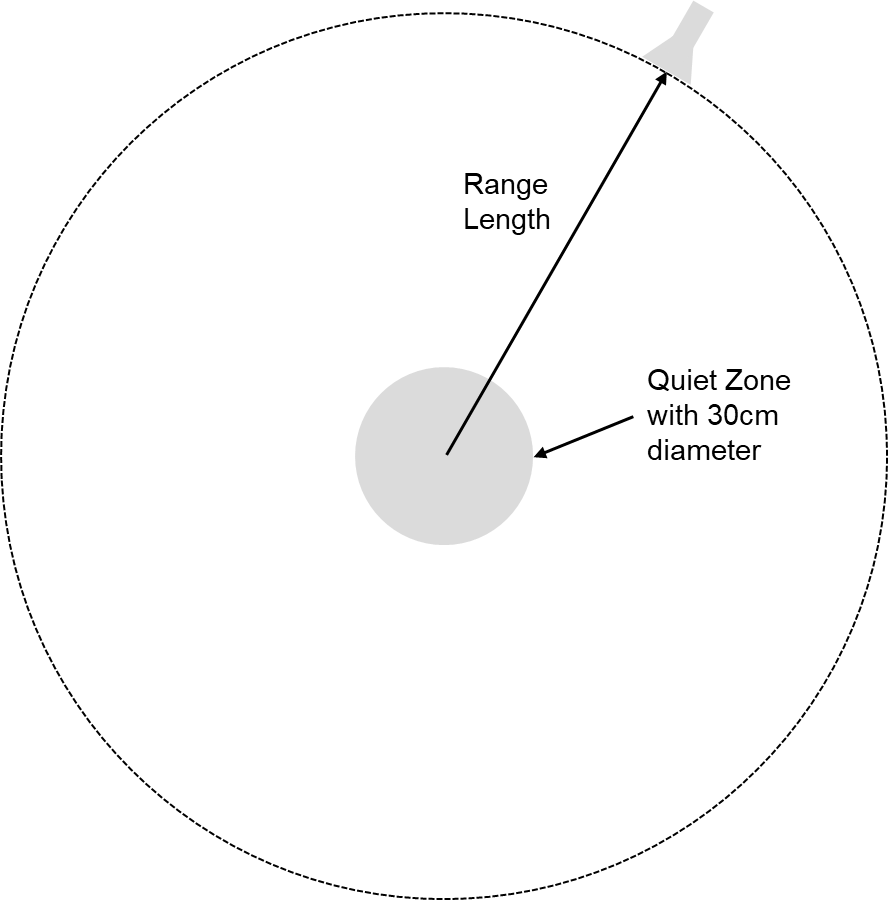 Range
Length
Quiet Zone
with 30cm
diameter